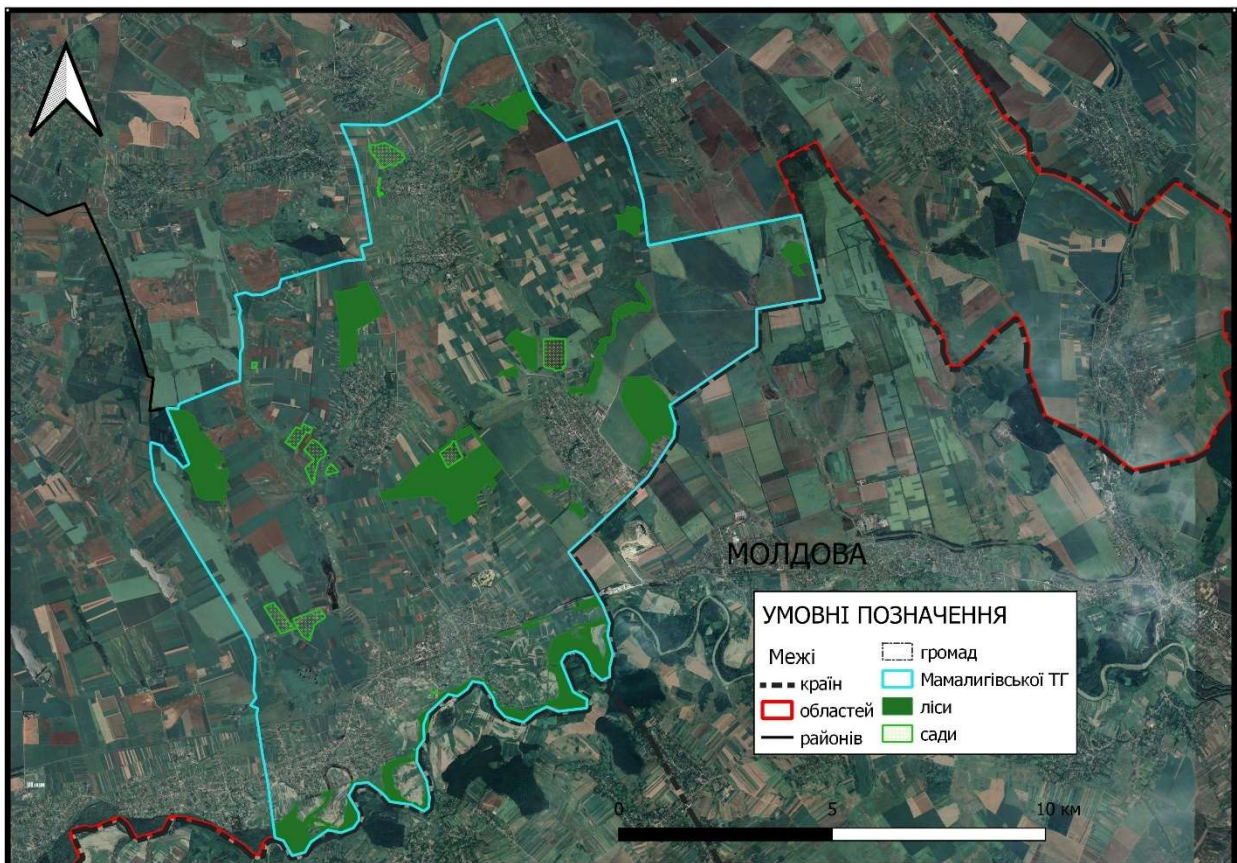 МОЛДОВА
УМОВНІ ПОЗНАЧЕННЯ
Межі
країн
областей
районів
громад
Мамалигівської ТГ
ліси
сади
0 5 10 км